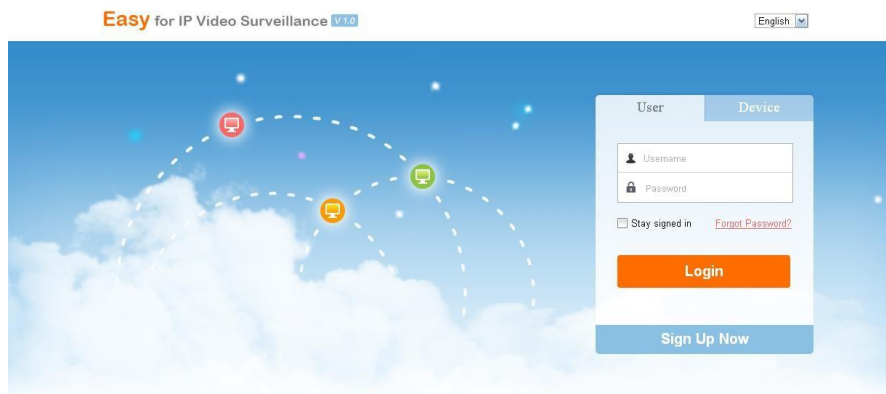 Easy for IP Video Surveillance V 1.0
English
User Device
Username
Password
Stay signed in Forgot Password?
Login
Sign Up Now